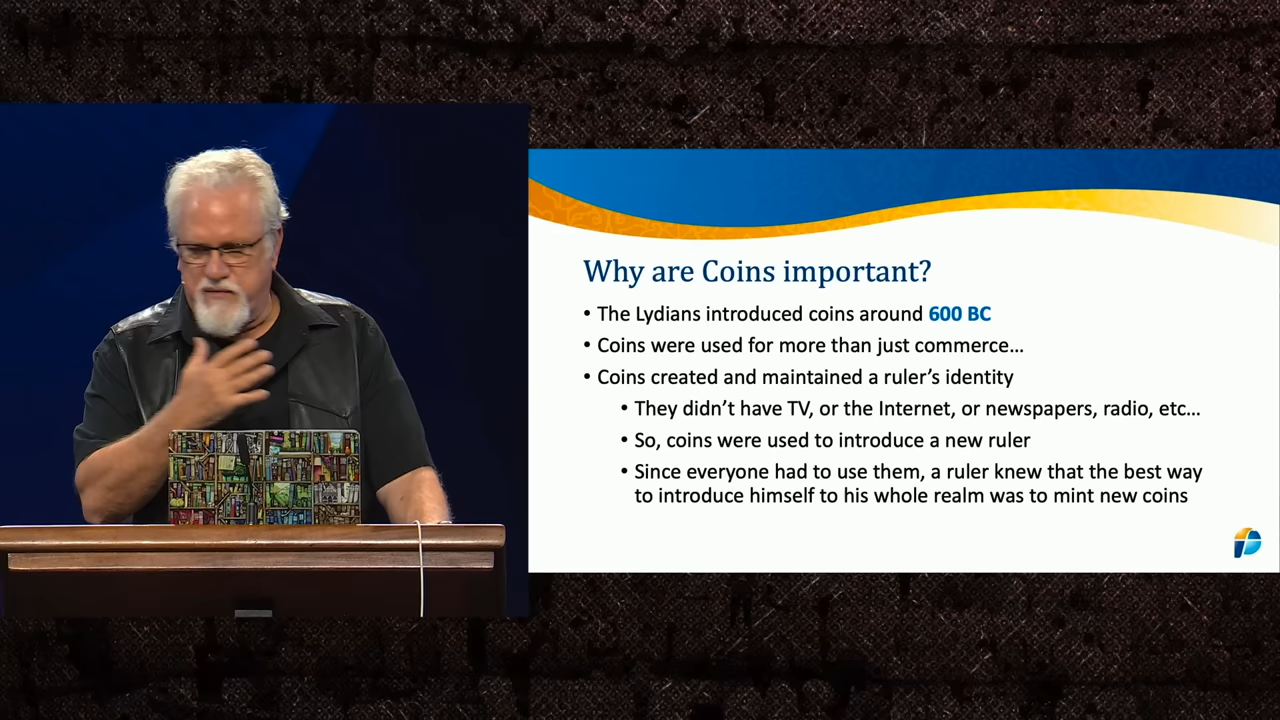 Why are Coins important?
• The Lydians introduced coins around 600 BC
• Coins were used for more than just commerce...
• Coins created and maintained a ruler's identity
• They didn't have TV, or the Internet, or newspapers, radio, etc...
• So, coins were used to introduce a new ruler
• Since everyone had to use them, a ruler knew that the best way
to introduce himself to his whole realm was to mint new coins